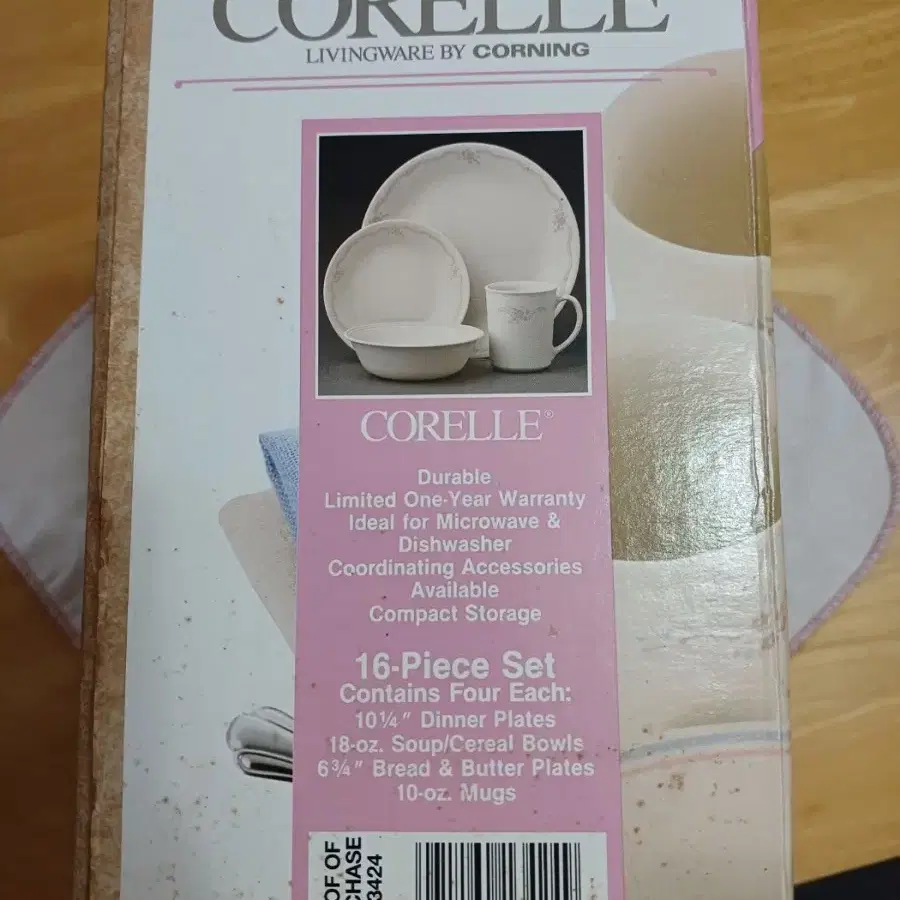 CORELLE
LIVINGWARE BY CORNING
CORELLE®
Durable
Limited One-Year Warranty
Ideal for Microwave &
Dishwasher
Coordinating Accessories
Available
Compact Storage
16-Piece Set
Contains Four Each:
10¼" Dinner Plates
18-oz. Soup/Cereal Bowls
6¾" Bread & Butter Plates
10-oz. Mugs
OF OF
CHASE
3424